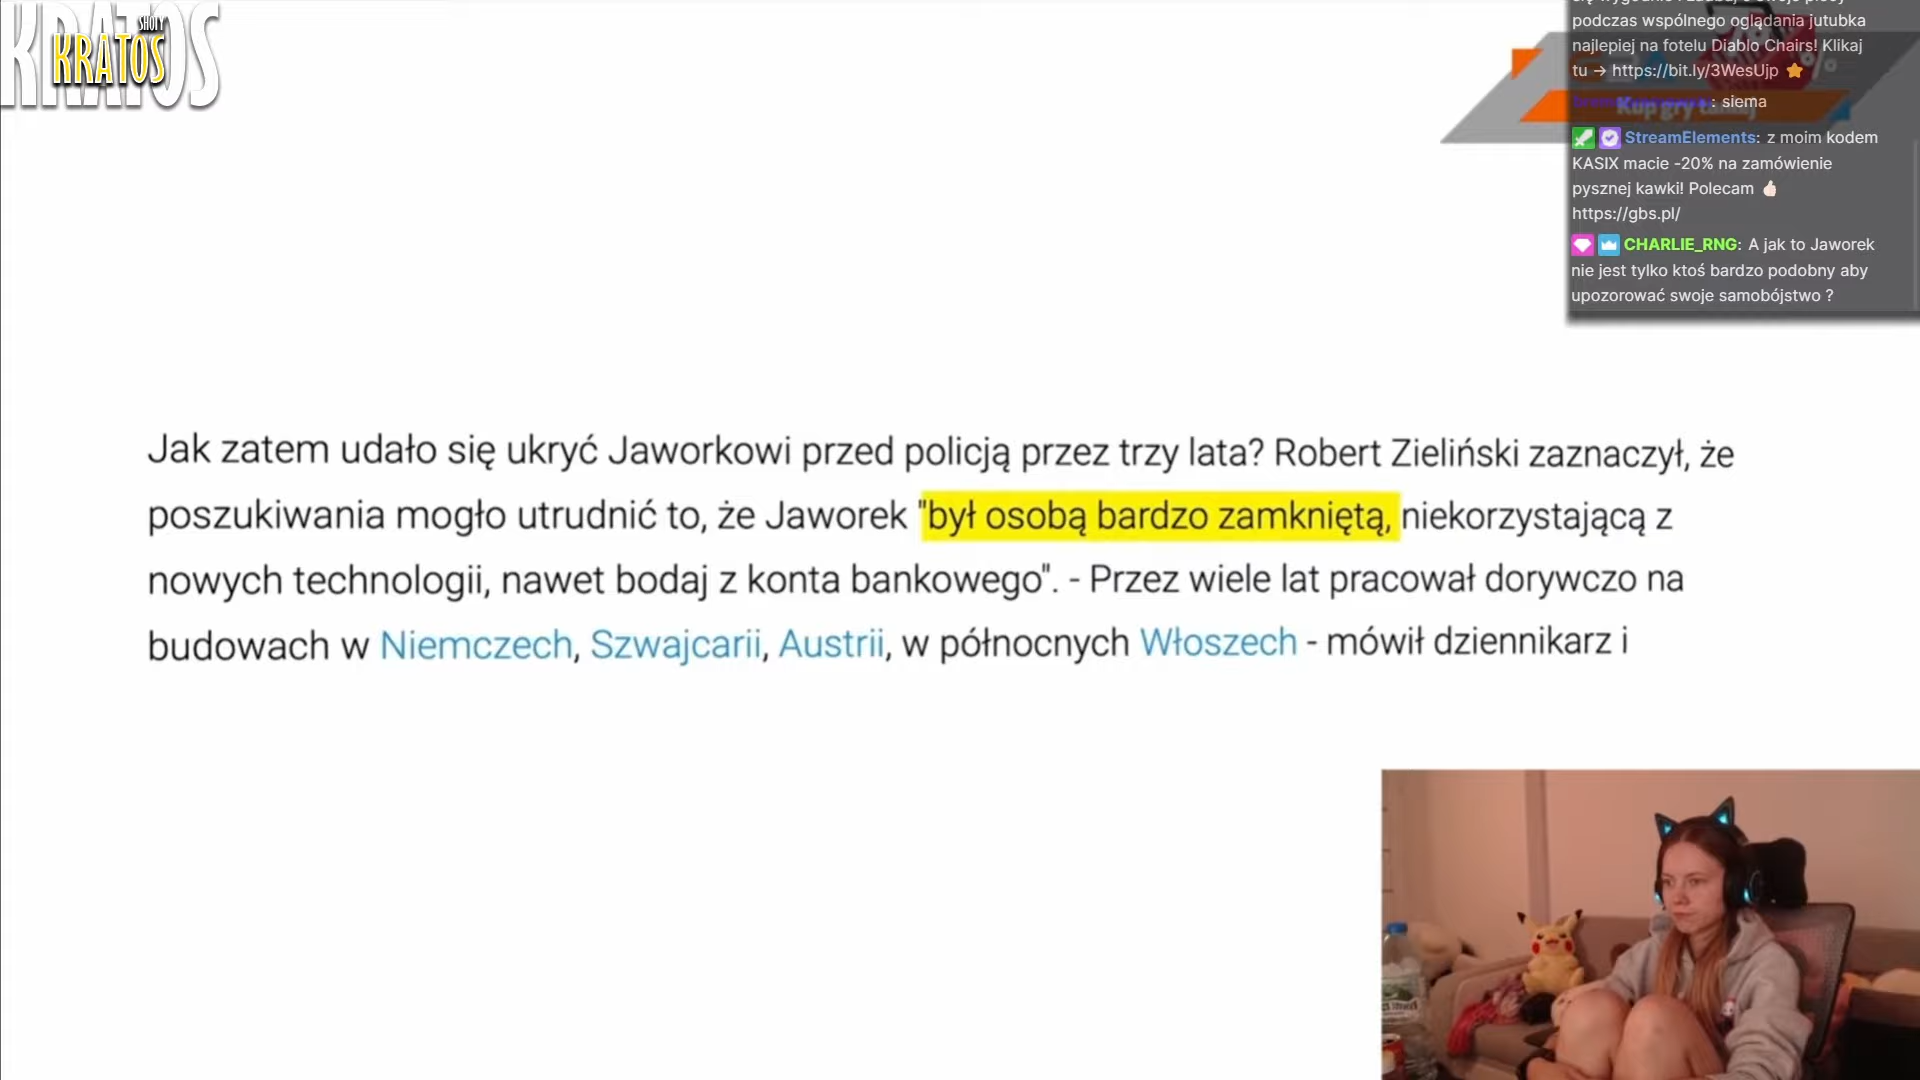 KRATOS
SHOTY
KRATOS
podczas wspólnego oglądania jutubka
najlepiej na fotelu Diablo Chairs! Klikaj
tu → https://bit.ly/3WesUjp ⭐
: siema
Kup gry taniej
StreamElements: z moim kodem
KASIX macie -20% na zamówienie
pysznej kawki! Polecam 👍🏻
https://gbs.pl/
CHARLIE_RNG: A jak to Jaworek
nie jest tylko ktoś bardzo podobny aby
upozorować swoje samobójstwo ?
Jak zatem udało się ukryć Jaworkowi przed policją przez trzy lata? Robert Zieliński zaznaczył, że
poszukiwania mogło utrudnić to, że Jaworek "był osobą bardzo zamkniętą, niekorzystającą z
nowych technologii, nawet bodaj z konta bankowego". - Przez wiele lat pracował dorywczo na
budowach w Niemczech, Szwajcarii, Austrii, w północnych Włoszech - mówił dziennikarz i